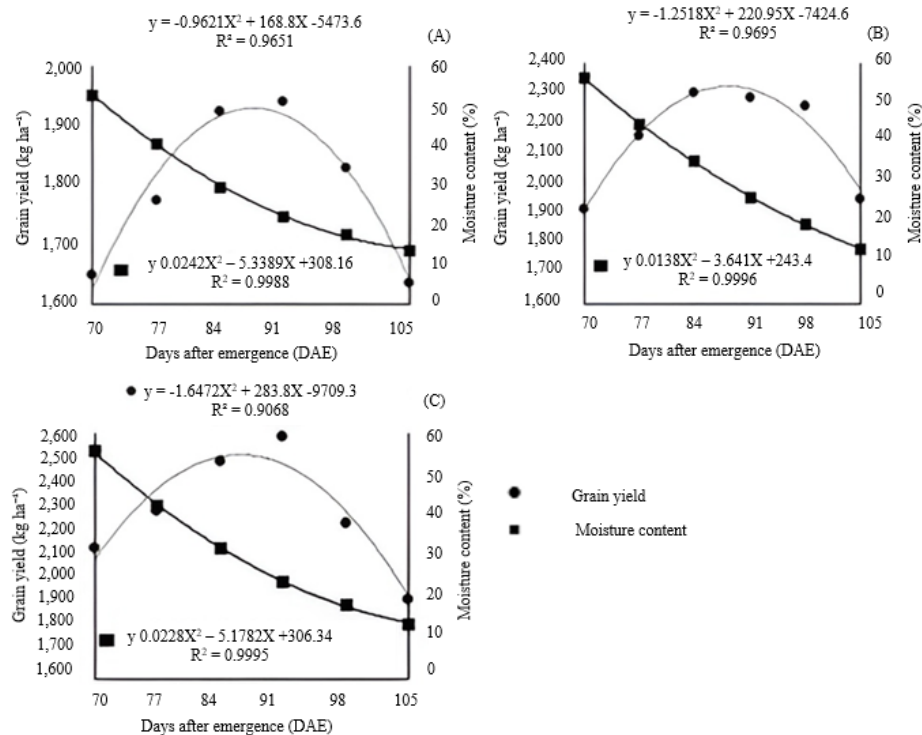 y = -0.9621X² + 168.8X -5473.6
R² = 0.9651
(A)
2,000
1,900
1,800
1,700
1,600
Grain yield (kg ha⁻¹)
60
50
40
30
20
10
0
Moisture content (%)
y 0.0242X² – 5.3389X +308.16
R² = 0.9988
70 77 84 91 98 105
Days after emergence (DAE)
y = -1.2518X² + 220.95X -7424.6
R² = 0.9695
(B)
2,400
2,300
2,200
2,100
2,000
1,900
1,800
1,700
1,600
Grain yield (kg ha⁻¹)
60
50
40
30
20
10
0
Moisture content (%)
y 0.0138X² – 3.641X +243.4
R² = 0.9996
70 77 84 91 98 105
Days after emergence (DAE)
y = -1.6472X² + 283.8X -9709.3
R² = 0.9068
(C)
2,600
2,500
2,400
2,300
2,200
2,100
2,000
1,900
1,800
1,700
1,600
Grain yield (kg ha⁻¹)
60
50
40
30
20
10
0
Moisture content (%)
y 0.0228X² – 5.1782X +306.34
R² = 0.9995
70 77 84 91 98 105
Days after emergence (DAE)
Grain yield
Moisture content